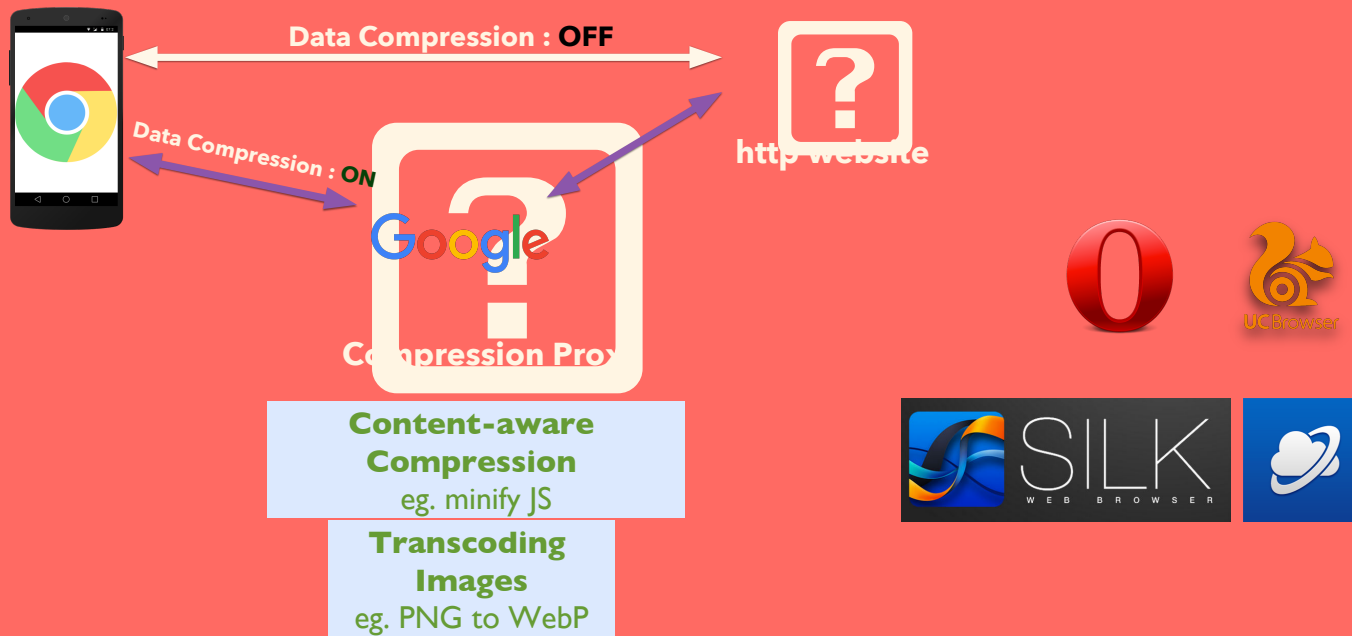 Data Compression : OFF
Data Compression : ON
http website
Google
Compression Prox
Content-aware
Compression
eg. minify JS
Transcoding
Images
eg. PNG to WebP
UC Browser
SILK
WEB BROWSER